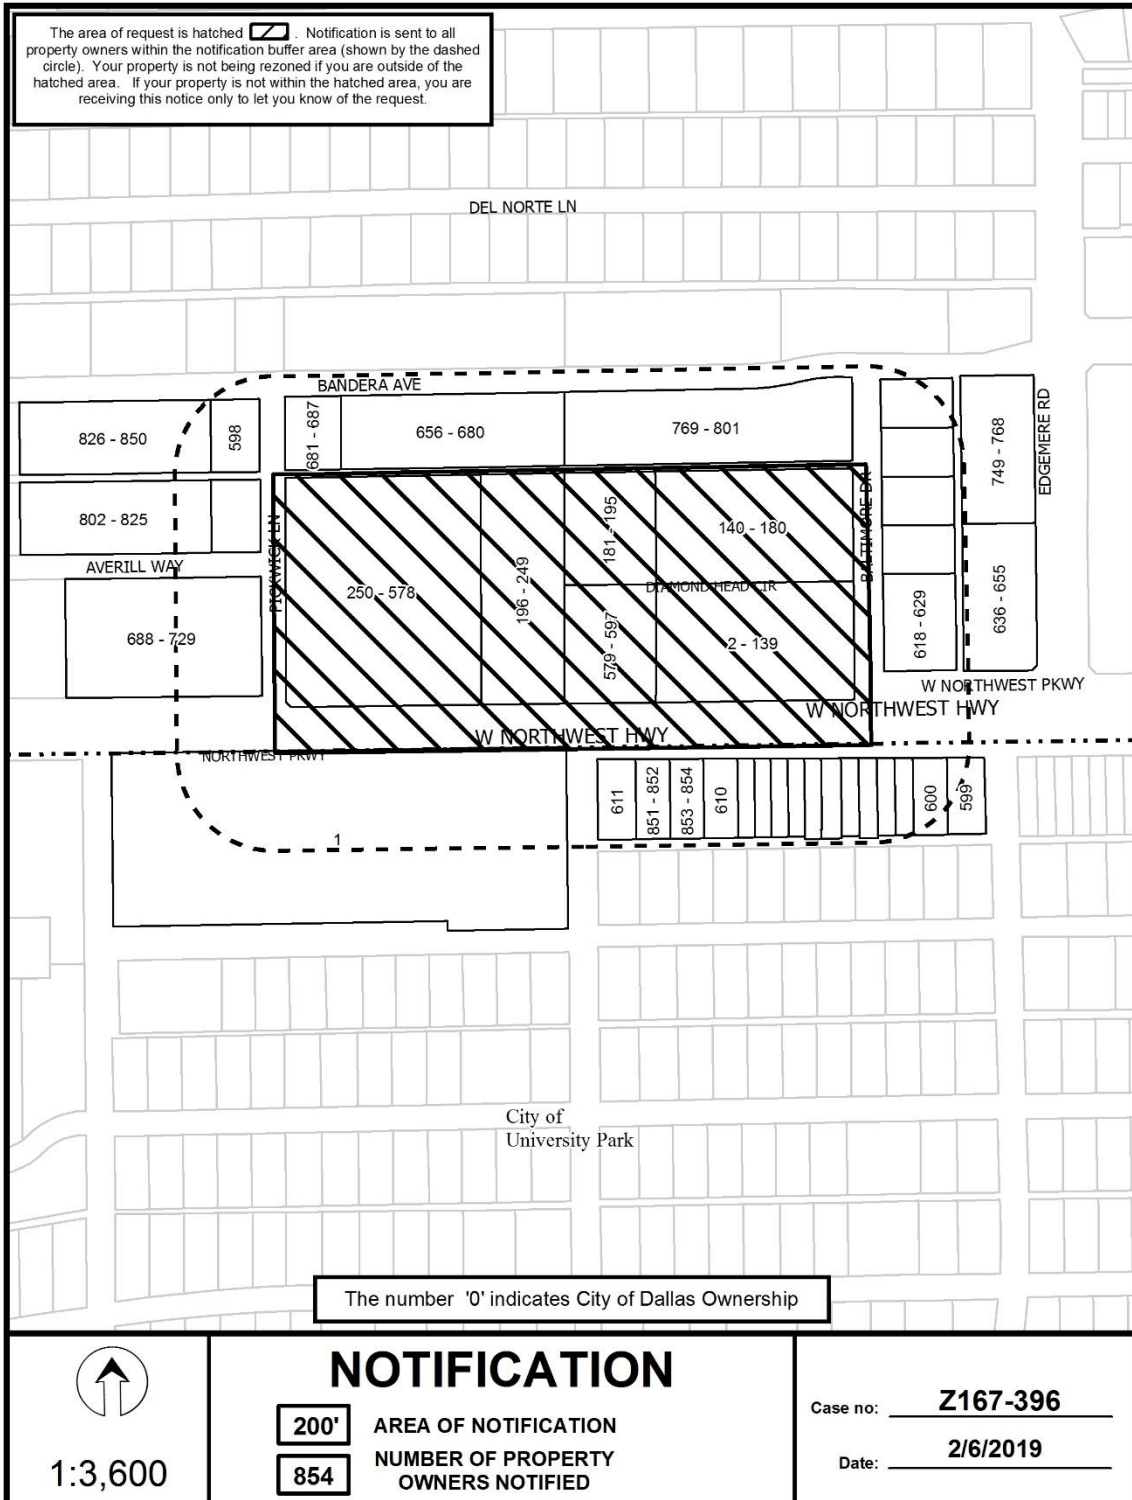 The area of request is hatched . Notification is sent to all
property owners within the notification buffer area (shown by the dashed
circle). Your property is not being rezoned if you are outside of the
hatched area. If your property is not within the hatched area, you are
receiving this notice only to let you know of the request.
DEL NORTE LN
BANDERA AVE
826 - 850
598
681 - 687
656 - 680
769 - 801
749 - 768
EDGEMERE RD
802 - 825
PICKWICK LN
181 - 195
140 - 180
BALTIMORE DR
AVERILL WAY
250 - 578
196 - 249
DIAMOND HEAD CIR
688 - 729
579 - 597
2 - 139
618 - 629
636 - 655
W NORTHWEST PKWY
W NORTHWEST HWY
W NORTHWEST HWY
NORTHWEST PKWY
611
851 - 852
853 - 854
610
600
599
1
City of
University Park
The number '0' indicates City of Dallas Ownership
1:3,600
NOTIFICATION
200' AREA OF NOTIFICATION
854 NUMBER OF PROPERTY
OWNERS NOTIFIED
Case no: Z167-396
Date: 2/6/2019